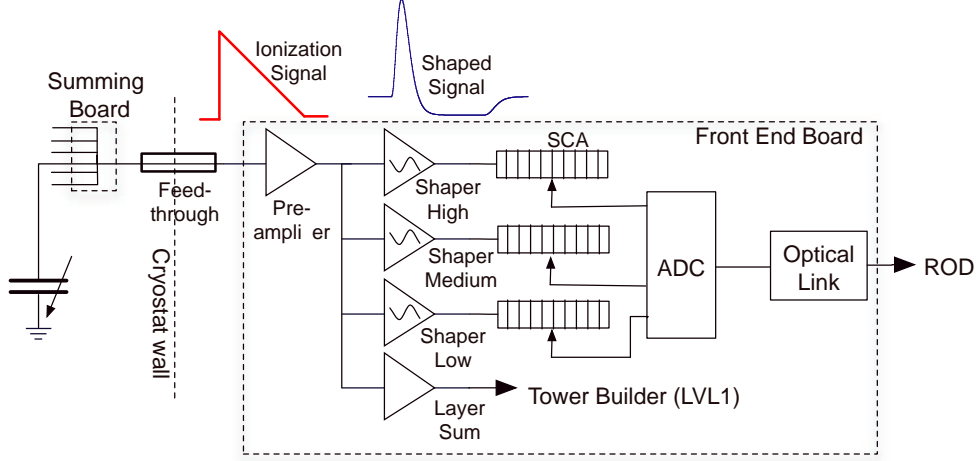 Ionization
Signal
Shaped
Signal
Summing
Board
Front End Board
SCA
Feed-
through
Pre-
ampli er
Shaper
High
Shaper
Medium
ADC
Optical
Link
ROD
Cryostat wall
Shaper
Low
Tower Builder (LVL1)
Layer
Sum